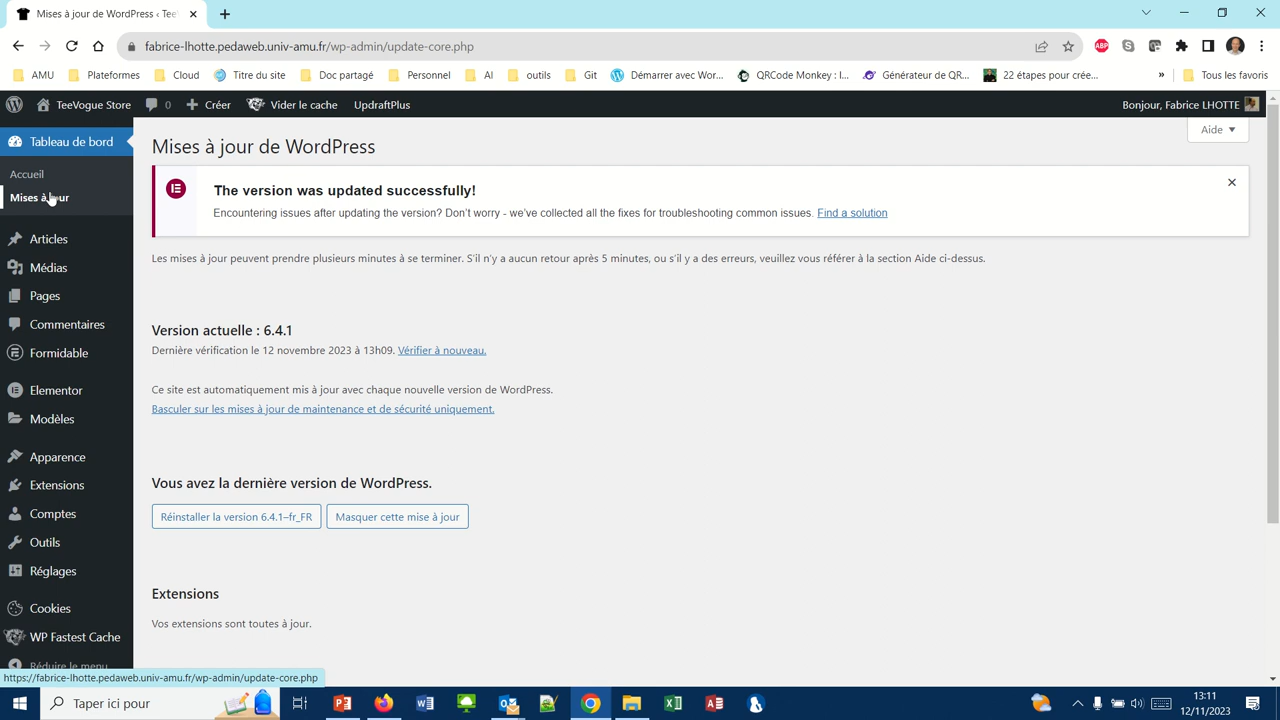 Mises à jour de WordPress ‹ Tee
fabrice-lhotte.pedaweb.univ-amu.fr/wp-admin/update-core.php
AMU Plateformes Cloud Titre du site Doc partagé Personnel AI outils Git Démarrer avec Wor... QRCode Monkey : l... Générateur de QR... 22 étapes pour crée... » Tous les favoris
TeeVogue Store 0 Créer Vider le cache UpdraftPlus Bonjour, Fabrice LHOTTE
Aide
Tableau de bord
Accueil
Mises à jour
Articles
Médias
Pages
Commentaires
Formidable
Elementor
Modèles
Apparence
Extensions
Comptes
Outils
Réglages
Cookies
WP Fastest Cache
Réduire le menu
Mises à jour de WordPress
The version was updated successfully!
Encountering issues after updating the version? Don't worry - we've collected all the fixes for troubleshooting common issues. Find a solution
Les mises à jour peuvent prendre plusieurs minutes à se terminer. S'il n'y a aucun retour après 5 minutes, ou s'il y a des erreurs, veuillez vous référer à la section Aide ci-dessus.
Version actuelle : 6.4.1
Dernière vérification le 12 novembre 2023 à 13h09. Vérifier à nouveau.
Ce site est automatiquement mis à jour avec chaque nouvelle version de WordPress.
Basculer sur les mises à jour de maintenance et de sécurité uniquement.
Vous avez la dernière version de WordPress.
Réinstaller la version 6.4.1–fr_FR Masquer cette mise à jour
Extensions
Vos extensions sont toutes à jour.
https://fabrice-lhotte.pedaweb.univ-amu.fr/wp-admin/update-core.php
Taper ici pour
13:11
12/11/2023